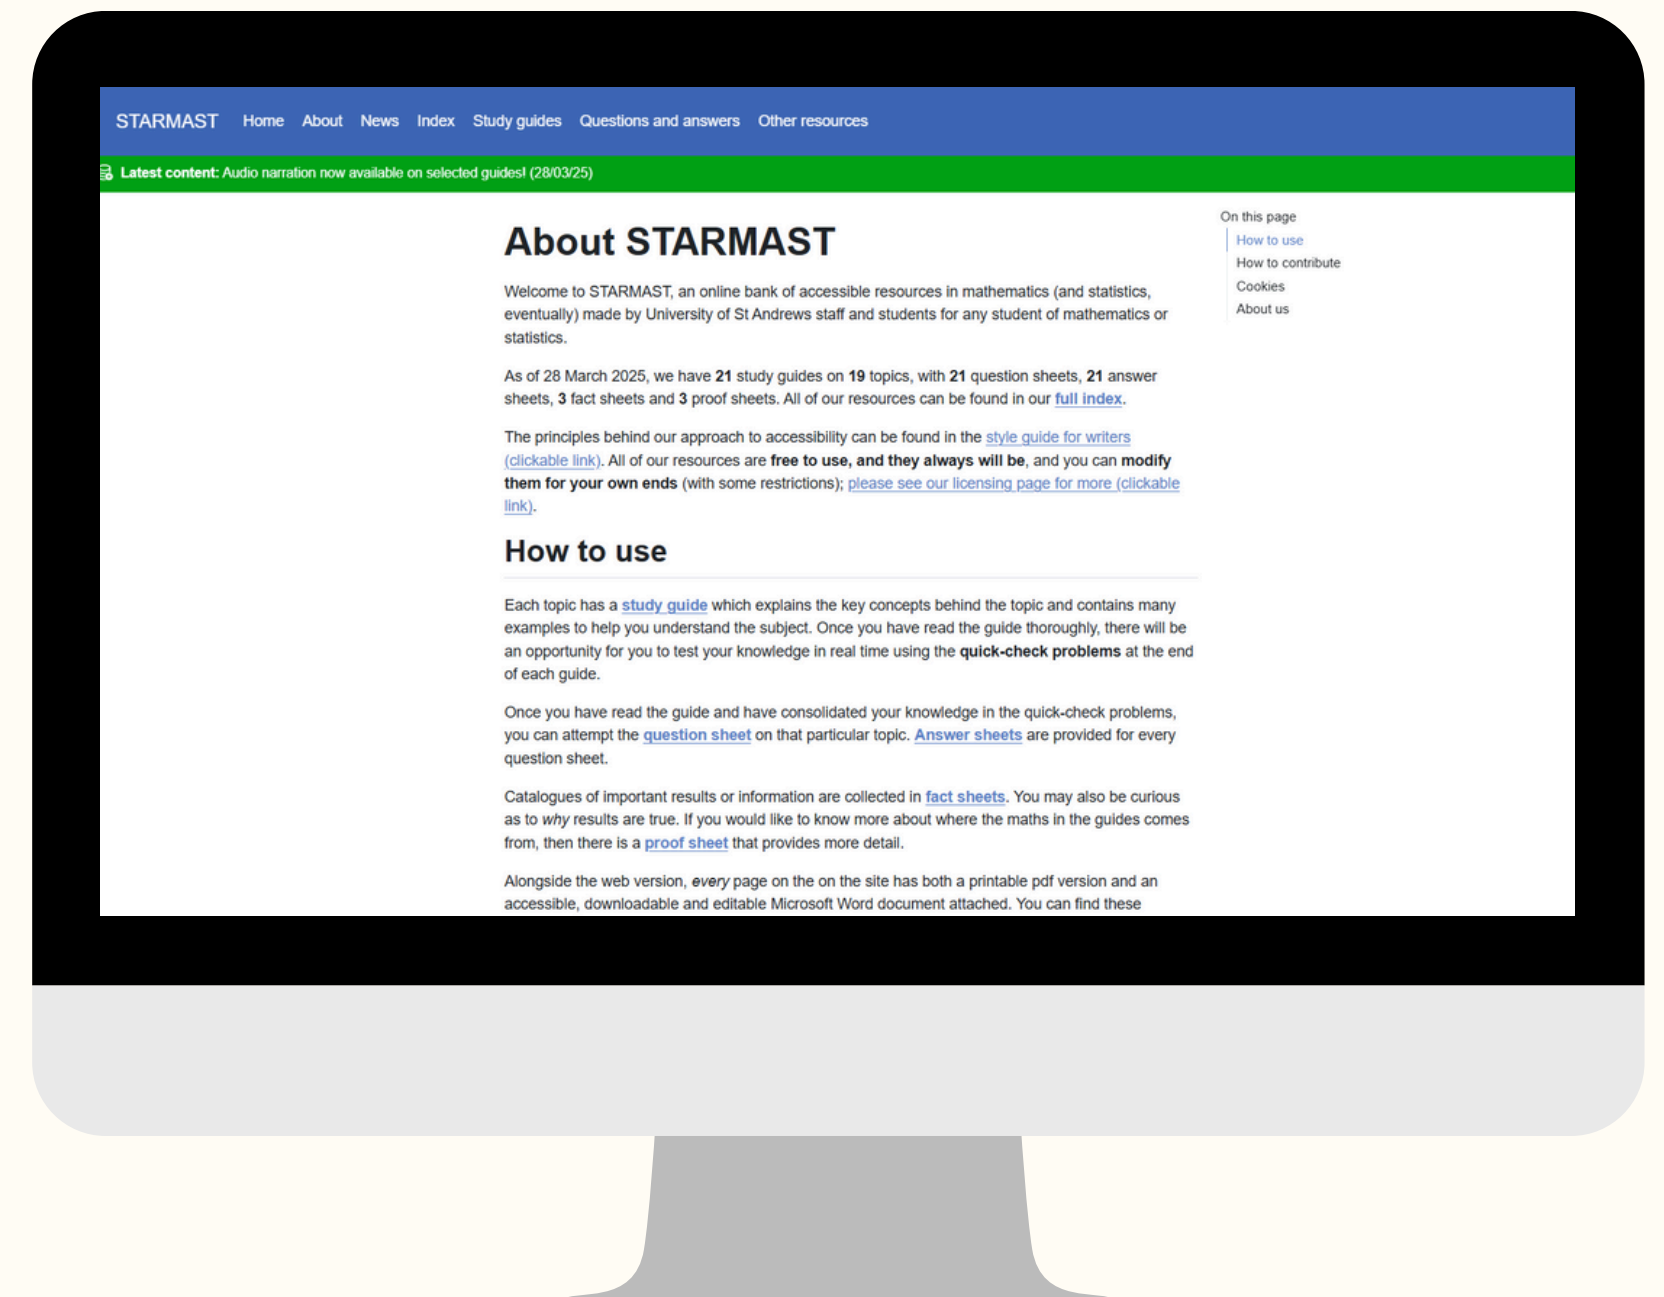 STARMAST Home About News Index Study guides Questions and answers Other resources
Latest content: Audio narration now available on selected guides! (28/03/25)
About STARMAST
Welcome to STARMAST, an online bank of accessible resources in mathematics (and statistics,
eventually) made by University of St Andrews staff and students for any student of mathematics or
statistics.
As of 28 March 2025, we have 21 study guides on 19 topics, with 21 question sheets, 21 answer
sheets, 3 fact sheets and 3 proof sheets. All of our resources can be found in our full index.
The principles behind our approach to accessibility can be found in the style guide for writers
(clickable link). All of our resources are free to use, and they always will be, and you can modify
them for your own ends (with some restrictions); please see our licensing page for more (clickable
link).
How to use
Each topic has a study guide which explains the key concepts behind the topic and contains many
examples to help you understand the subject. Once you have read the guide thoroughly, there will be
an opportunity for you to test your knowledge in real time using the quick-check problems at the end
of each guide.
Once you have read the guide and have consolidated your knowledge in the quick-check problems,
you can attempt the question sheet on that particular topic. Answer sheets are provided for every
question sheet.
Catalogues of important results or information are collected in fact sheets. You may also be curious
as to why results are true. If you would like to know more about where the maths in the guides comes
from, then there is a proof sheet that provides more detail.
Alongside the web version, every page on the on the site has both a printable pdf version and an
accessible, downloadable and editable Microsoft Word document attached. You can find these
On this page
How to use
How to contribute
Cookies
About us